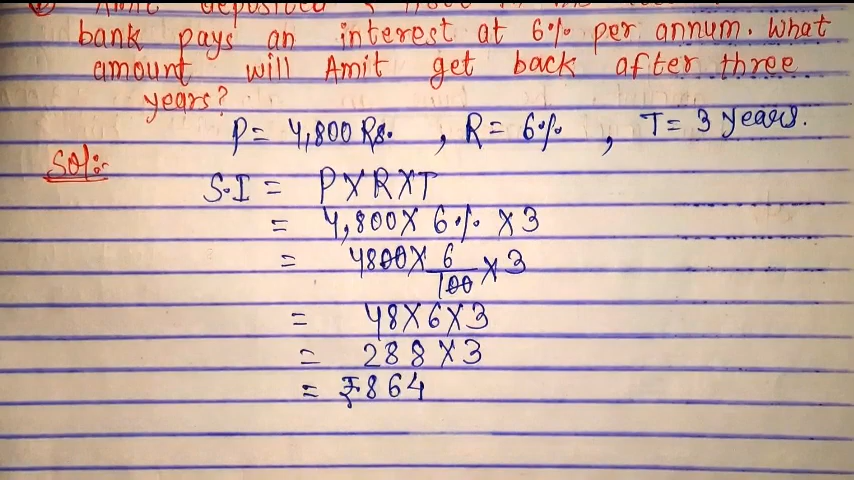 Amit deposited
bank pays an interest at 6% per annum. What
amount will Amit get back after three
years?
P = 4,800 Rs. , R = 6% , T = 3 years.
Sol:-
S.I = P X R X T
= 4,800 X 6% X 3
= 4800 X 6/100 X 3
= 48 X 6 X 3
= 288 X 3
= ₹864